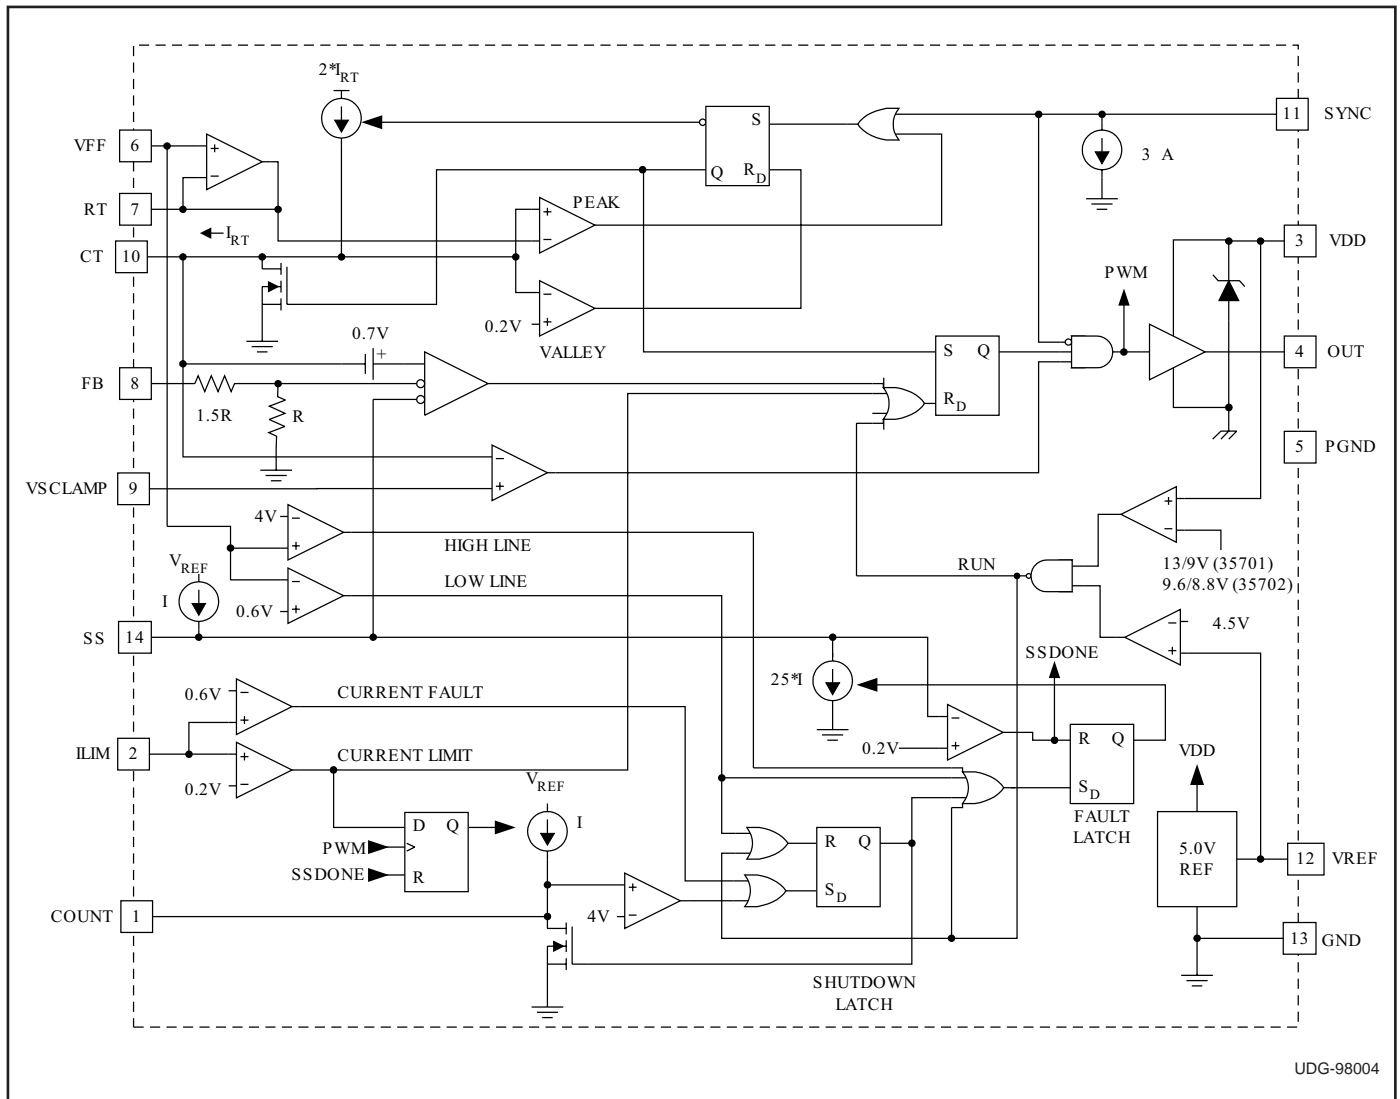 2*I_RT
VFF
6
+
−
S
Q
R_D
11
SYNC
3 A
RT
7
I_RT
+
−
PEAK
CT
10
−
+
0.2V
VALLEY
3
VDD
PWM
0.7V
+
S
Q
R_D
4
OUT
FB
8
1.5R
R
5
PGND
VSCLAMP
9
−
+
4V
−
+
HIGH LINE
+
−
13/9V (35701)
9.6/8.8V (35702)
RUN
LOW LINE
−
+
0.6V
V_REF
I
−
+
4.5V
SS
14
SSDONE
25*I
0.6V
−
+
CURRENT FAULT
−
+
0.2V
R
Q
S_D
FAULT
LATCH
VDD
ILIM
2
+
−
0.2V
CURRENT LIMIT
V_REF
I
D
Q
PWM
>
SSDONE
R
R
Q
S_D
5.0V
REF
12
VREF
COUNT
1
+
−
4V
13
GND
SHUTDOWN
LATCH
UDG-98004